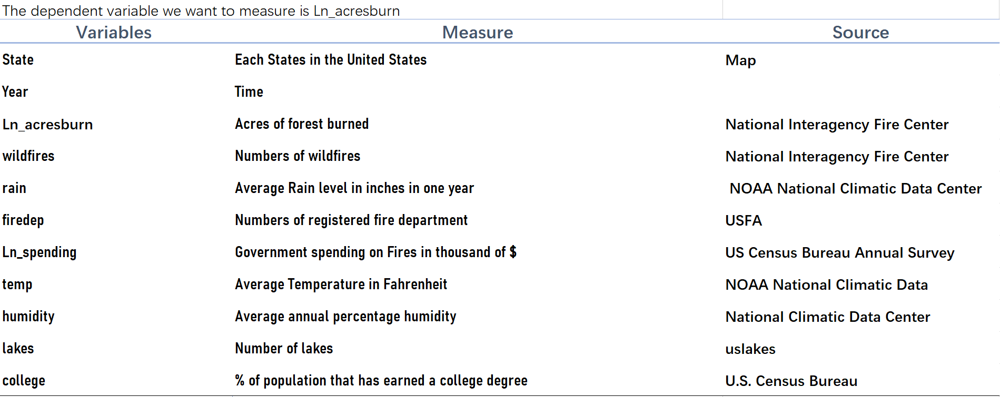 The dependent variable we want to measure is Ln_acresburn
Variables Measure Source
State Each States in the United States Map
Year Time
Ln_acresburn Acres of forest burned National Interagency Fire Center
wildfires Numbers of wildfires National Interagency Fire Center
rain Average Rain level in inches in one year NOAA National Climatic Data Center
firedep Numbers of registered fire department USFA
Ln_spending Government spending on Fires in thousand of $ US Census Bureau Annual Survey
temp Average Temperature in Fahrenheit NOAA National Climatic Data
humidity Average annual percentage humidity National Climatic Data Center
lakes Number of lakes uslakes
college % of population that has earned a college degree U.S. Census Bureau